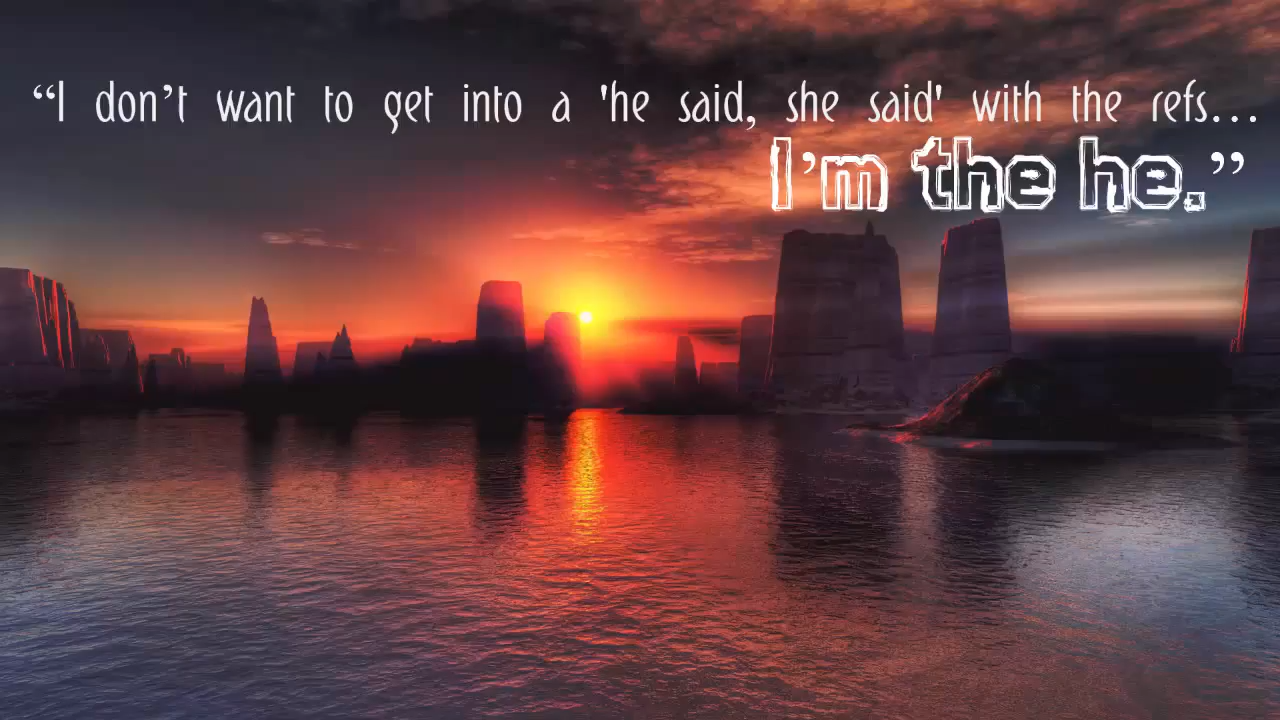 “I don’t want to get into a 'he said, she said' with the refs...
I’m the he.”